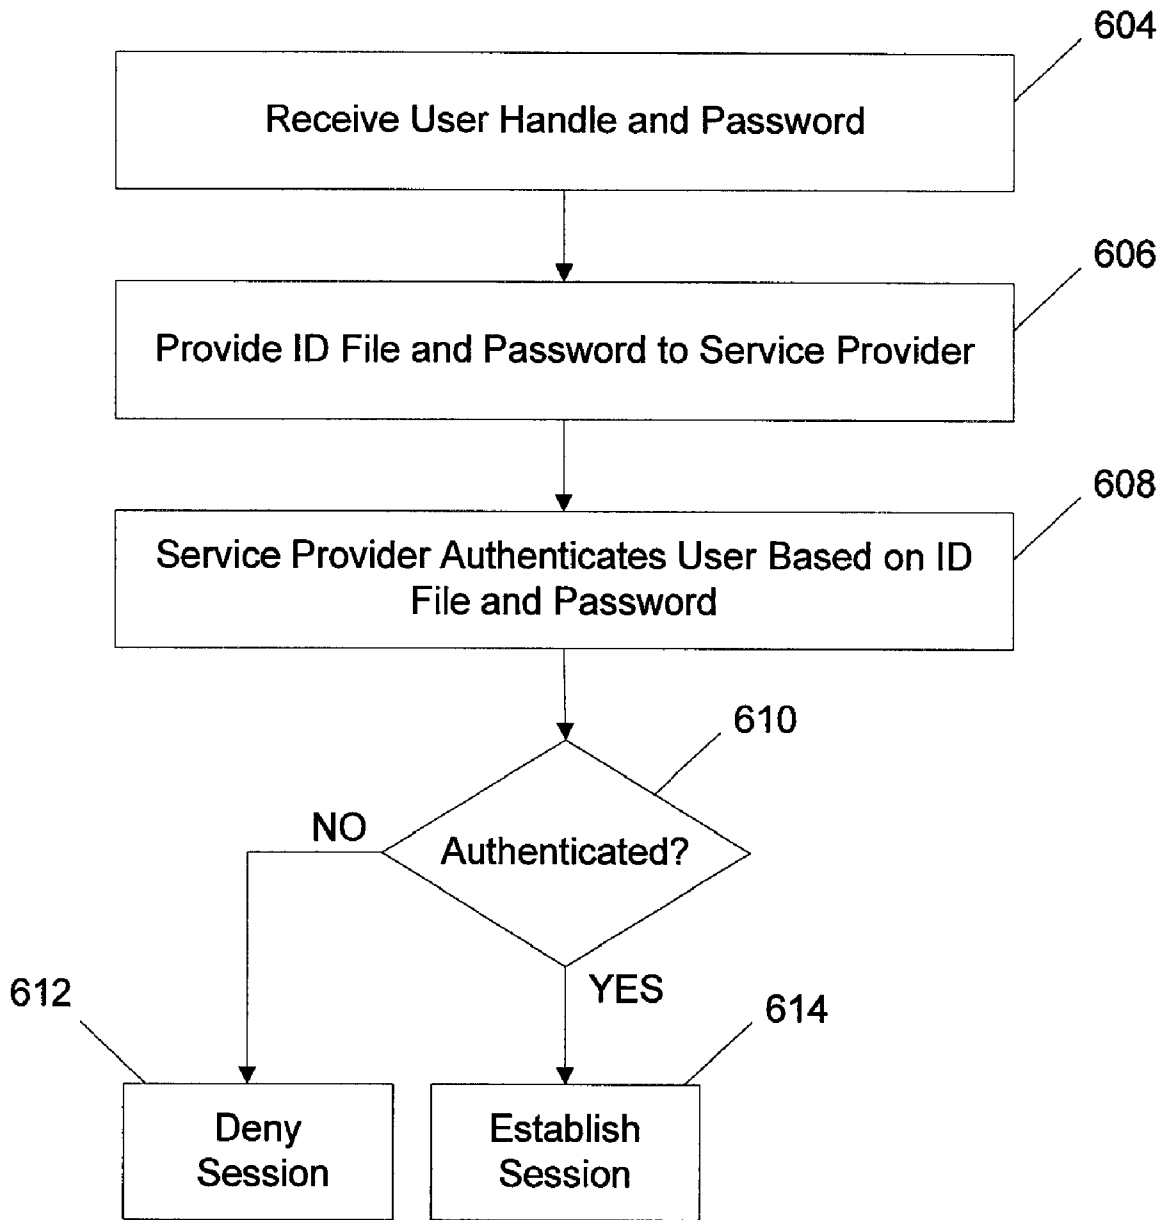 604
Receive User Handle and Password
606
Provide ID File and Password to Service Provider
608
Service Provider Authenticates User Based on ID
File and Password
610
NO
Authenticated?
YES
612
614
Deny
Session
Establish
Session